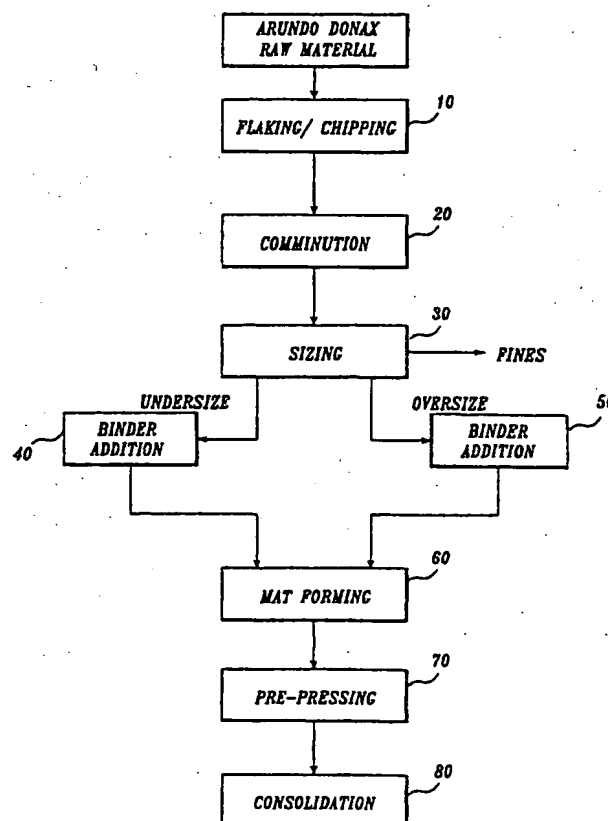 ARUNDO DONAX
RAW MATERIAL
10
FLAKING/ CHIPPING
20
COMMINUTION
30
SIZING
FINES
UNDERSIZE
OVERSIZE
40
BINDER
ADDITION
50
BINDER
ADDITION
60
MAT FORMING
70
PRE-PRESSING
80
CONSOLIDATION